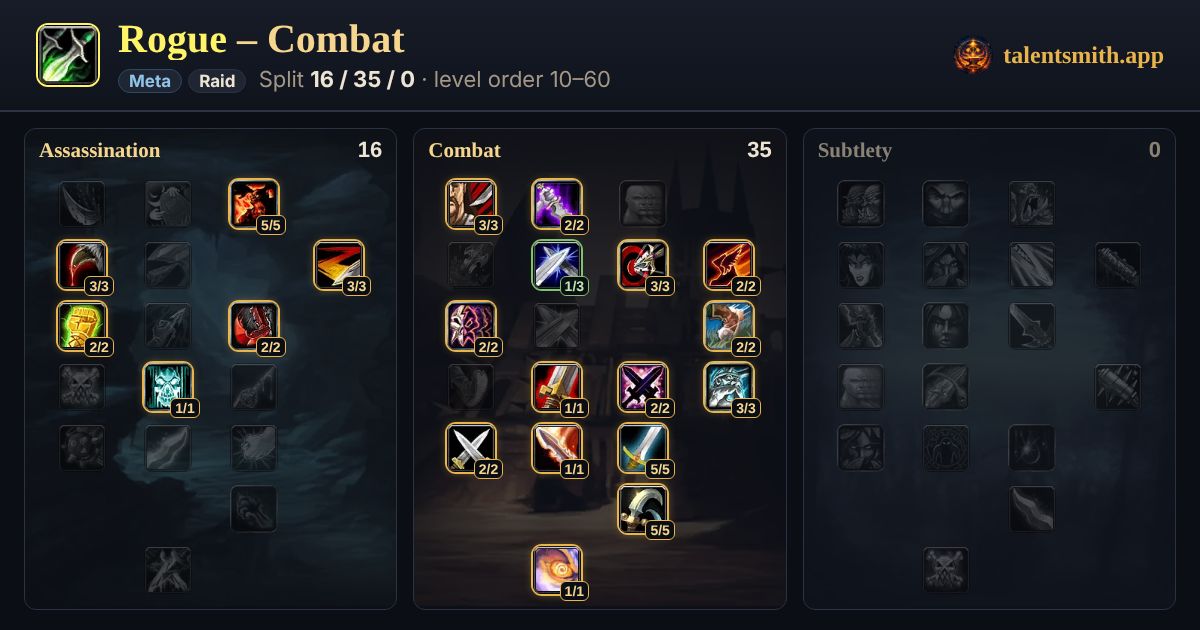 Rogue – Combat
talentsmith.app
Meta Raid Split 16 / 35 / 0 · level order 10–60
Assassination 16
5/5
3/3 3/3
2/2 2/2
1/1
Combat 35
3/3 2/2
1/3 3/3 2/2
2/2 2/2
1/1 2/2 3/3
2/2 1/1 5/5
5/5
1/1
Subtlety 0